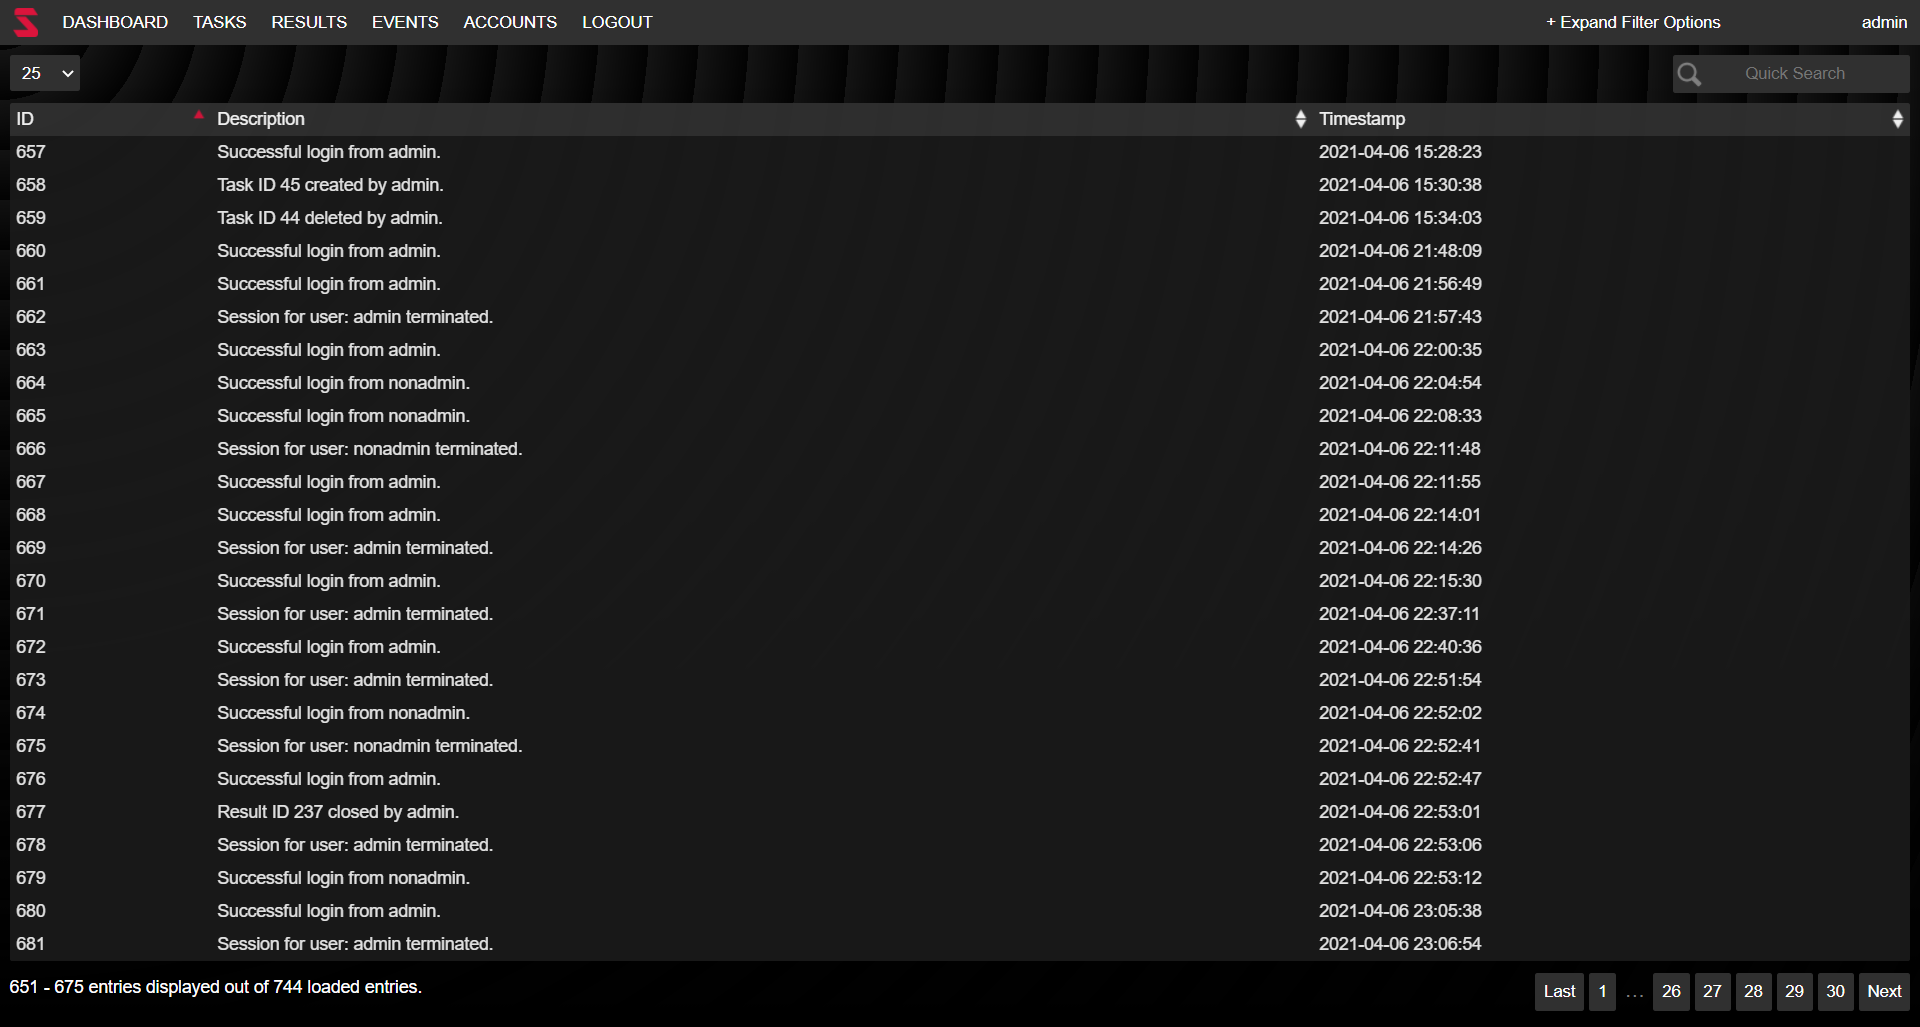 DASHBOARD TASKS RESULTS EVENTS ACCOUNTS LOGOUT + Expand Filter Options admin
25 Quick Search
ID Description Timestamp
657 Successful login from admin. 2021-04-06 15:28:23
658 Task ID 45 created by admin. 2021-04-06 15:30:38
659 Task ID 44 deleted by admin. 2021-04-06 15:34:03
660 Successful login from admin. 2021-04-06 21:48:09
661 Successful login from admin. 2021-04-06 21:56:49
662 Session for user: admin terminated. 2021-04-06 21:57:43
663 Successful login from admin. 2021-04-06 22:00:35
664 Successful login from nonadmin. 2021-04-06 22:04:54
665 Successful login from nonadmin. 2021-04-06 22:08:33
666 Session for user: nonadmin terminated. 2021-04-06 22:11:48
667 Successful login from admin. 2021-04-06 22:11:55
668 Successful login from admin. 2021-04-06 22:14:01
669 Session for user: admin terminated. 2021-04-06 22:14:26
670 Successful login from admin. 2021-04-06 22:15:30
671 Session for user: admin terminated. 2021-04-06 22:37:11
672 Successful login from admin. 2021-04-06 22:40:36
673 Session for user: admin terminated. 2021-04-06 22:51:54
674 Successful login from nonadmin. 2021-04-06 22:52:02
675 Session for user: nonadmin terminated. 2021-04-06 22:52:41
676 Successful login from admin. 2021-04-06 22:52:47
677 Result ID 237 closed by admin. 2021-04-06 22:53:01
678 Session for user: admin terminated. 2021-04-06 22:53:06
679 Successful login from nonadmin. 2021-04-06 22:53:12
680 Successful login from admin. 2021-04-06 23:05:38
681 Session for user: admin terminated. 2021-04-06 23:06:54
651 - 675 entries displayed out of 744 loaded entries. Last 1 ... 26 27 28 29 30 Next